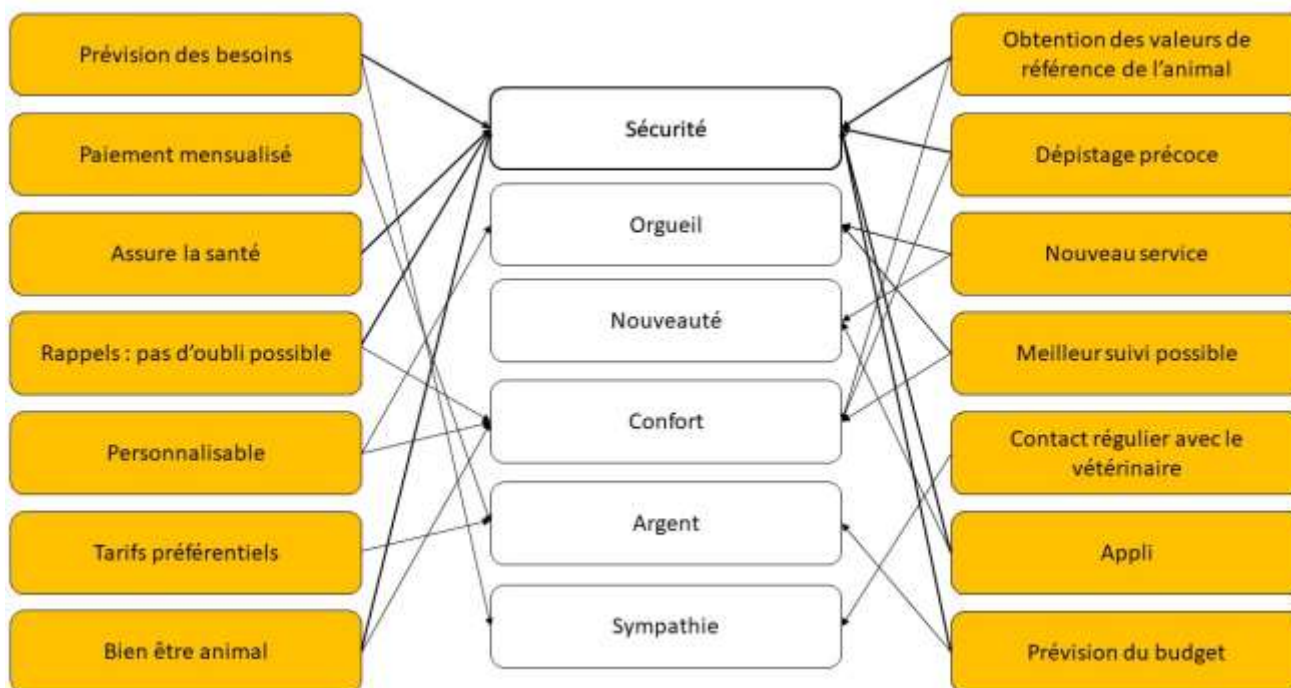 Prévision des besoins
Paiement mensualisé
Assure la santé
Rappels : pas d'oubli possible
Personnalisable
Tarifs préférentiels
Bien être animal
Sécurité
Orgueil
Nouveauté
Confort
Argent
Sympathie
Obtention des valeurs de
référence de l'animal
Dépistage précoce
Nouveau service
Meilleur suivi possible
Contact régulier avec le
vétérinaire
Appli
Prévision du budget